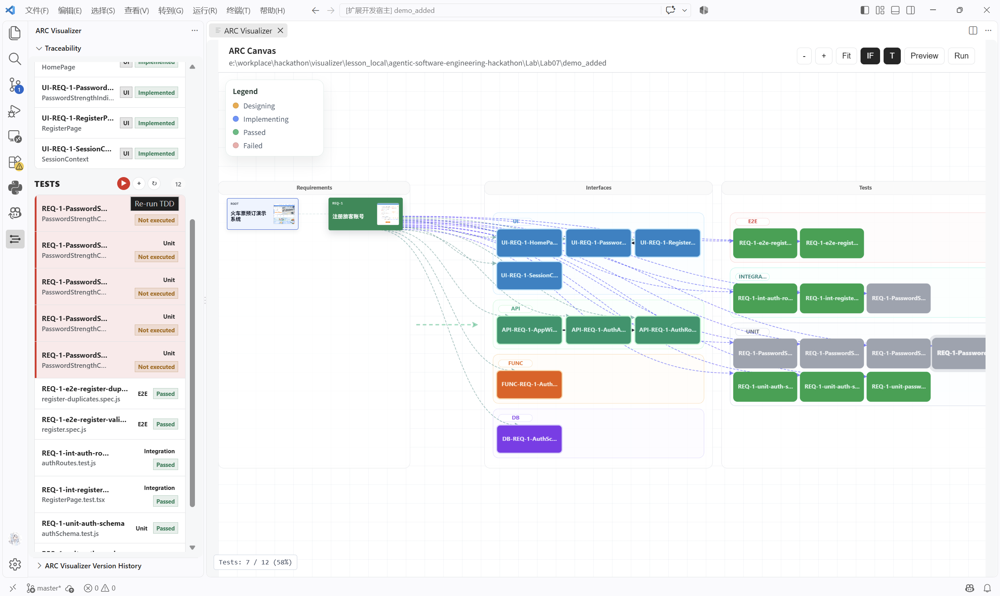 文件(F) 编辑(E) 选择(S) 查看(V) 转到(G) 运行(R) 终端(T) 帮助(H)
[扩展开发宿主] demo_added
ARC Visualizer
Traceability
HomePage
UI
Implemented
UI-REQ-1-Password...
PasswordStrengthIndi...
UI
Implemented
UI-REQ-1-RegisterP...
RegisterPage
UI
Implemented
UI-REQ-1-SessionC...
SessionContext
UI
Implemented
TESTS
12
Re-run TDD
REQ-1-PasswordS...
PasswordStrengthC...
Not executed
REQ-1-PasswordS...
PasswordStrengthC...
Unit
Not executed
REQ-1-PasswordS...
PasswordStrengthC...
Unit
Not executed
REQ-1-PasswordS...
PasswordStrengthC...
Unit
Not executed
REQ-1-PasswordS...
PasswordStrengthC...
Unit
Not executed
REQ-1-e2e-register-dup...
register-duplicates.spec.js
E2E
Passed
REQ-1-e2e-register-vali...
register.spec.js
E2E
Passed
REQ-1-int-auth-ro...
authRoutes.test.js
Integration
Passed
REQ-1-int-register...
RegisterPage.test.tsx
Integration
Passed
REQ-1-unit-auth-schema
authSchema.test.js
Unit
Passed
ARC Visualizer Version History
master*
0
0
1
ARC Visualizer
ARC Canvas
e:\workplace\hackathon\visualizer\lesson_local\agentic-software-engineering-hackathon\Lab\Lab07\demo_added
- + Fit IF T Preview Run
Legend
Designing
Implementing
Passed
Failed
Requirements
ROOT
火车票预订演示
系统
REQ-1
注册旅客账号
Interfaces
UI
UI-REQ-1-HomePa...
UI-REQ-1-Passwor...
UI-REQ-1-Register...
UI-REQ-1-SessionC...
API
API-REQ-1-AppWi...
API-REQ-1-AuthA...
API-REQ-1-AuthRo...
FUNC
FUNC-REQ-1-Auth...
DB
DB-REQ-1-AuthSc...
Tests
E2E
REQ-1-e2e-regist...
REQ-1-e2e-regist...
INTEGRA...
REQ-1-int-auth-ro...
REQ-1-int-registe...
REQ-1-PasswordS...
UNIT
REQ-1-PasswordS...
REQ-1-PasswordS...
REQ-1-PasswordS...
REQ-1-Password
REQ-1-unit-auth-s...
REQ-1-unit-auth-s...
REQ-1-unit-passw...
Tests: 7 / 12 (58%)